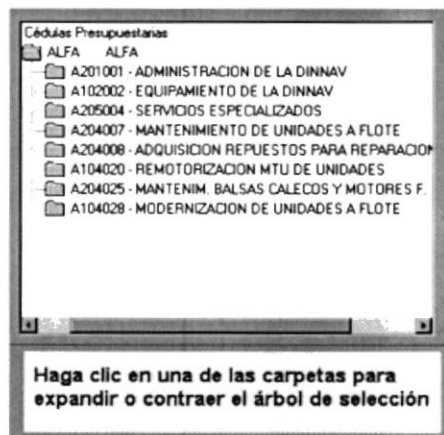 Cédulas Presupuestarias
ALFA ALFA
A201001 - ADMINISTRACION DE LA DINNAV
A102002 - EQUIPAMIENTO DE LA DINNAV
A205004 - SERVICIOS ESPECIALIZADOS
A204007 - MANTENIMIENTO DE UNIDADES A FLOTE
A204008 - ADQUISICION REPUESTOS PARA REPARACION
A104020 - REMOTORIZACION MTU DE UNIDADES
A204025 - MANTENIM. BALSAS CALECOS Y MOTORES F.
A104028 - MODERNIZACION DE UNIDADES A FLOTE
Haga clic en una de las carpetas para
expandir o contraer el árbol de selección